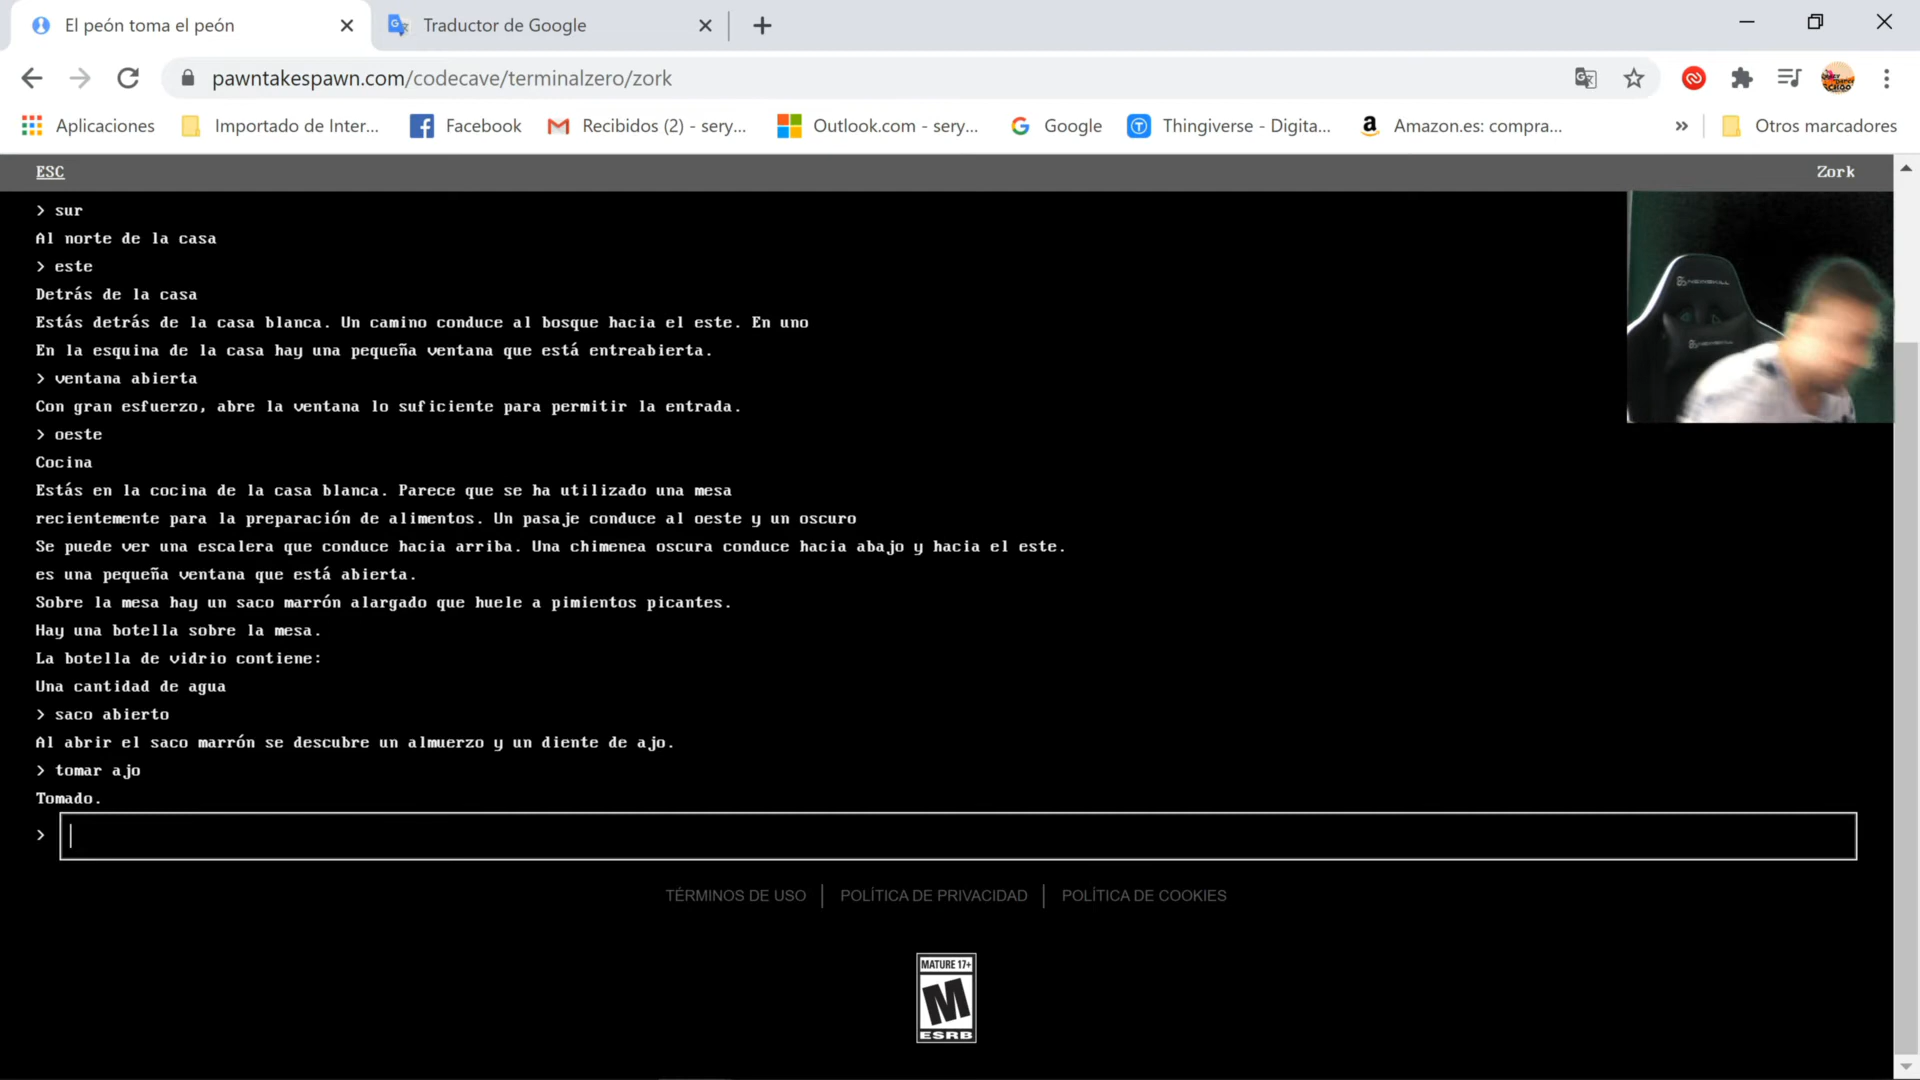 El peón toma el peón
Traductor de Google
pawntakespawn.com/codecave/terminalzero/zork
Aplicaciones
Importado de Inter...
Facebook
Recibidos (2) - sery...
Outlook.com - sery...
Google
Thingiverse - Digita...
Amazon.es: compra...
»
Otros marcadores
ESC
Zork
> sur
Al norte de la casa
> este
Detrás de la casa
Estás detrás de la casa blanca. Un camino conduce al bosque hacia el este. En uno
En la esquina de la casa hay una pequeña ventana que está entreabierta.
> ventana abierta
Con gran esfuerzo, abre la ventana lo suficiente para permitir la entrada.
> oeste
Cocina
Estás en la cocina de la casa blanca. Parece que se ha utilizado una mesa
recientemente para la preparación de alimentos. Un pasaje conduce al oeste y un oscuro
Se puede ver una escalera que conduce hacia arriba. Una chimenea oscura conduce hacia abajo y hacia el este.
es una pequeña ventana que está abierta.
Sobre la mesa hay un saco marrón alargado que huele a pimientos picantes.
Hay una botella sobre la mesa.
La botella de vidrio contiene:
Una cantidad de agua
> saco abierto
Al abrir el saco marrón se descubre un almuerzo y un diente de ajo.
> tomar ajo
Tomado.
>
TÉRMINOS DE USO
POLÍTICA DE PRIVACIDAD
POLÍTICA DE COOKIES
MATURE 17+
M
ESRB